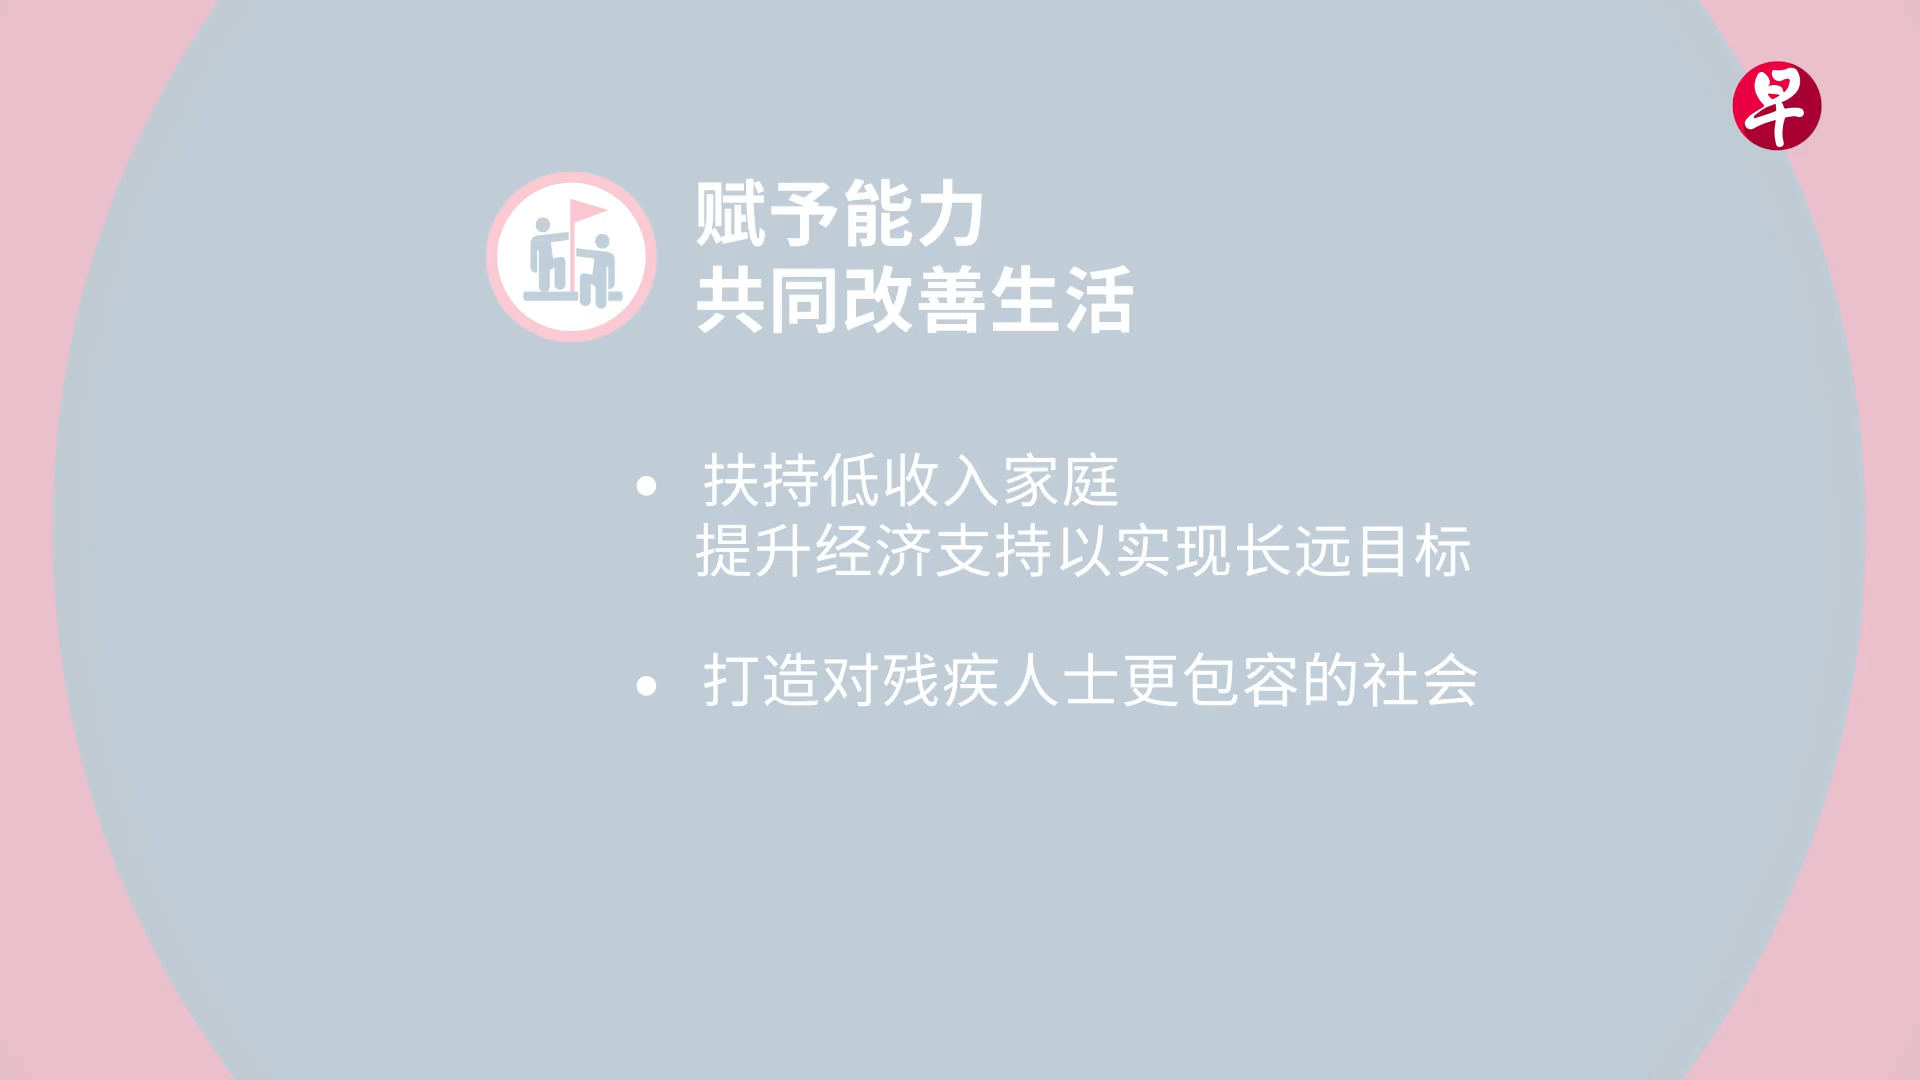 早
赋予能力
共同改善生活
• 扶持低收入家庭
提升经济支持以实现长远目标
• 打造对残疾人士更包容的社会